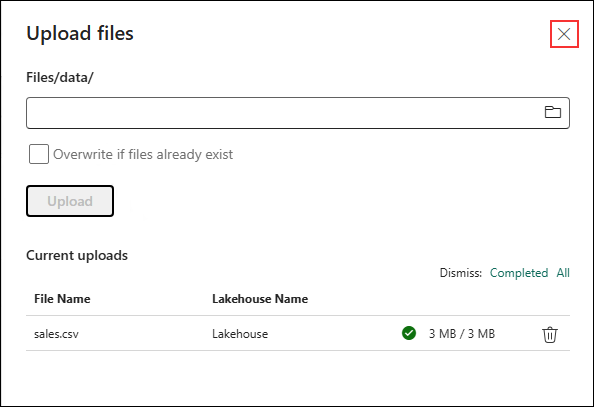 Upload files
Files/data/
Overwrite if files already exist
Upload
Current uploads
Dismiss: Completed All
File Name Lakehouse Name
sales.csv Lakehouse 3 MB / 3 MB